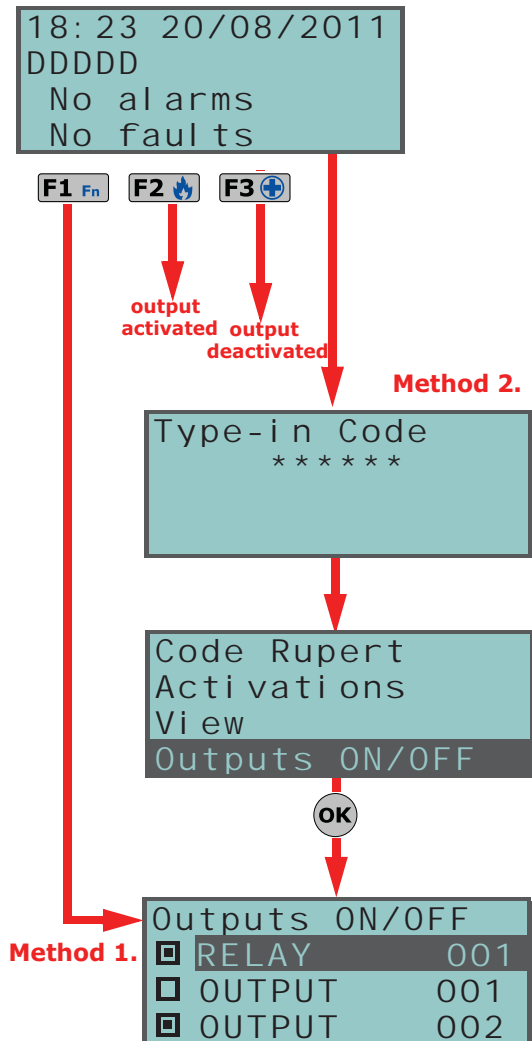 18:23 20/08/2011
DDDDD
No alarms
No faults
F1 Fn F2 F3
output
activated
output
deactivated
Method 2.
Type-in Code
******
Code Rupert
Activations
View
Outputs ON/OFF
OK
Method 1.
Outputs ON/OFF
RELAY 001
OUTPUT 001
OUTPUT 002